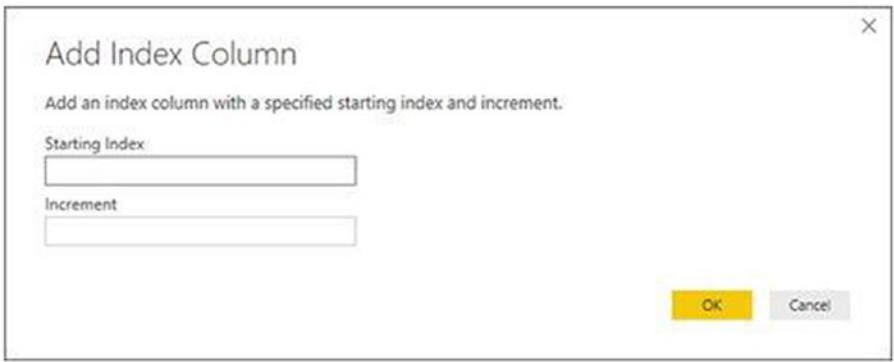 Add Index Column
Add an index column with a specified starting index and increment.
Starting Index
Increment
OK Cancel